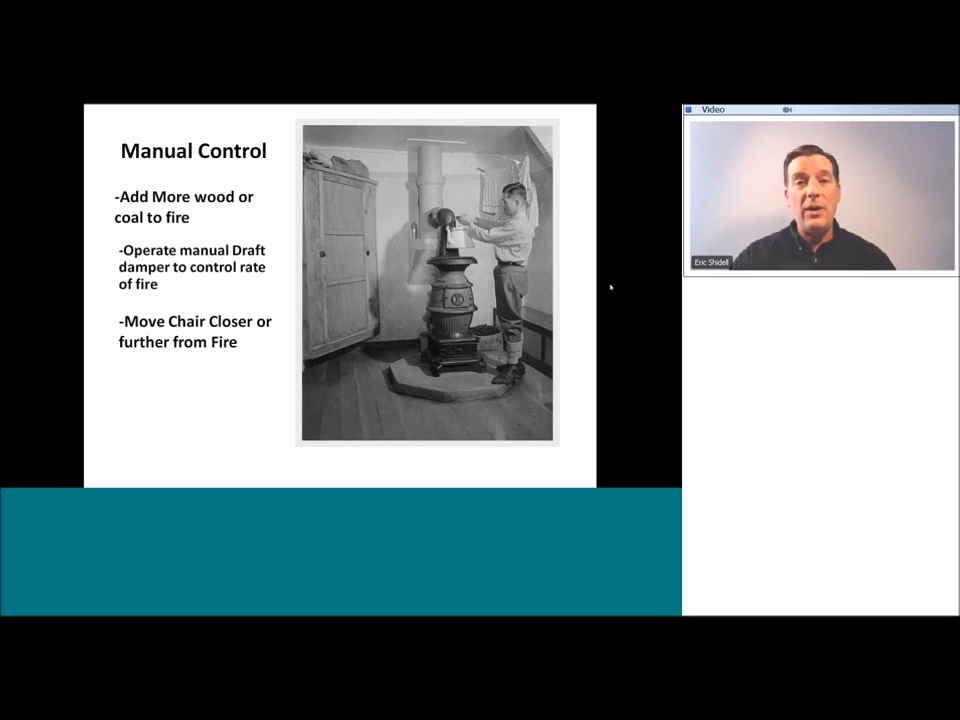 Manual Control
-Add More wood or
coal to fire
-Operate manual Draft
damper to control rate
of fire
-Move Chair Closer or
further from Fire
Video
Eric Shidell